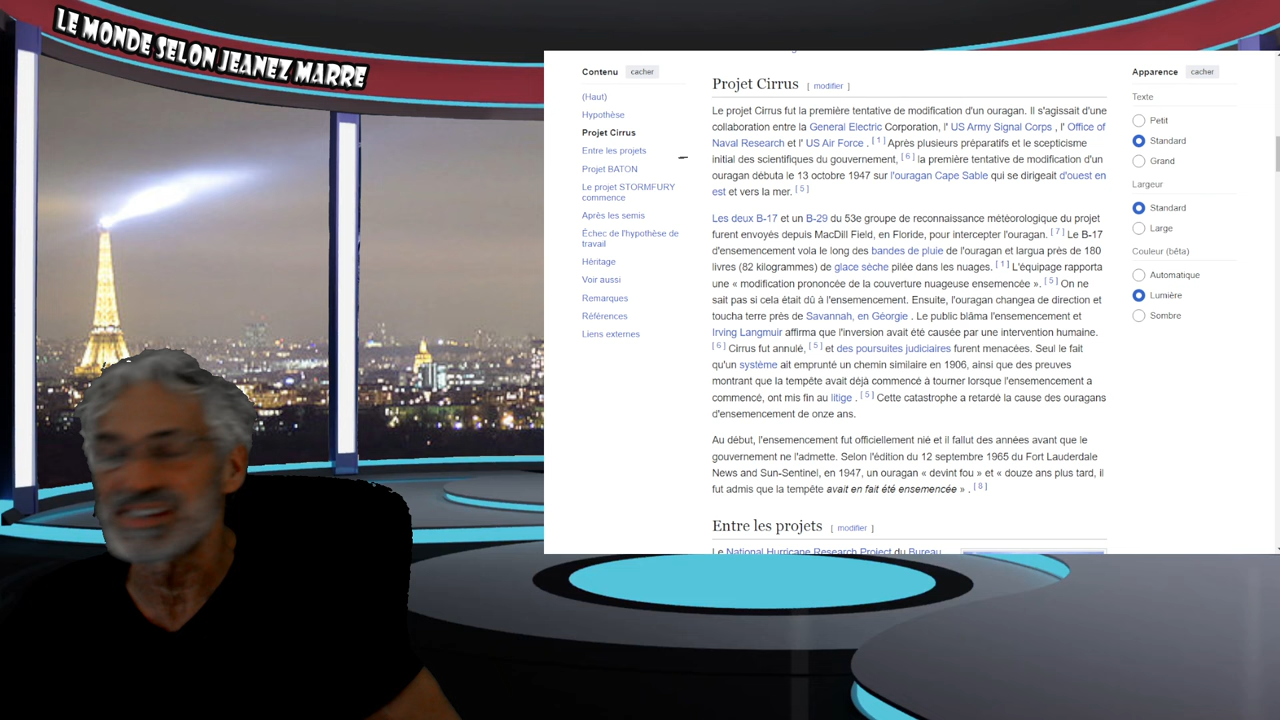 LE MONDE SELON JEANEZ MARRE
Contenu cacher
(Haut)
Hypothèse
Projet Cirrus
Entre les projets
Projet BATON
Le projet STORMFURY
commence
Après les semis
Échec de l'hypothèse de
travail
Héritage
Voir aussi
Remarques
Références
Liens externes
Projet Cirrus [ modifier ]
Le projet Cirrus fut la première tentative de modification d'un ouragan. Il s'agissait d'une
collaboration entre la General Electric Corporation, l' US Army Signal Corps , l' Office of
Naval Research et l' US Air Force . [ 1 ] Après plusieurs préparatifs et le scepticisme
initial des scientifiques du gouvernement, [ 6 ] la première tentative de modification d'un
ouragan débuta le 13 octobre 1947 sur l'ouragan Cape Sable qui se dirigeait d'ouest en
est et vers la mer. [ 5 ]
Les deux B-17 et un B-29 du 53e groupe de reconnaissance météorologique du projet
furent envoyés depuis MacDill Field, en Floride, pour intercepter l'ouragan. [ 7 ] Le B-17
d'ensemencement vola le long des bandes de pluie de l'ouragan et largua près de 180
livres (82 kilogrammes) de glace sèche pilée dans les nuages. [ 1 ] L'équipage rapporta
une « modification prononcée de la couverture nuageuse ensemencée ». [ 5 ] On ne
sait pas si cela était dû à l'ensemencement. Ensuite, l'ouragan changea de direction et
toucha terre près de Savannah, en Géorgie . Le public blâma l'ensemencement et
Irving Langmuir affirma que l'inversion avait été causée par une intervention humaine.
[ 6 ] Cirrus fut annulé, [ 5 ] et des poursuites judiciaires furent menacées. Seul le fait
qu'un système ait emprunté un chemin similaire en 1906, ainsi que des preuves
montrant que la tempête avait déjà commencé à tourner lorsque l'ensemencement a
commencé, ont mis fin au litige . [ 5 ] Cette catastrophe a retardé la cause des ouragans
d'ensemencement de onze ans.
Au début, l'ensemencement fut officiellement nié et il fallut des années avant que le
gouvernement ne l'admette. Selon l'édition du 12 septembre 1965 du Fort Lauderdale
News and Sun-Sentinel, en 1947, un ouragan « devint fou » et « douze ans plus tard, il
fut admis que la tempête avait en fait été ensemencée » . [ 8 ]
Entre les projets [ modifier ]
Le National Hurricane Research Project du Bureau
Apparence cacher
Texte
Petit
Standard
Grand
Largeur
Standard
Large
Couleur (bêta)
Automatique
Lumière
Sombre